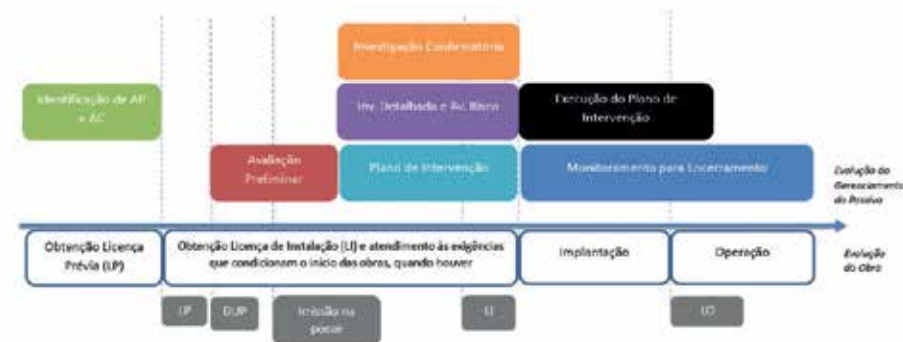 Investigação Confirmatória
Identificação de AP
e AC
Inv. Detalhada e Av. Risco
Execução do Plano de
Intervenção
Avaliação
Preliminar
Plano de Intervenção
Monitoramento para Encerramento
Evolução do
Gerenciamento
do Passivo
Obtenção Licença
Prévia (LP)
Obtenção Licença de Instalação (LI) e atendimento às exigências
que condicionam o início das obras, quando houver
Implantação
Operação
Evolução
da Obra
LP
DUP
Imissão na
posse
LI
LO